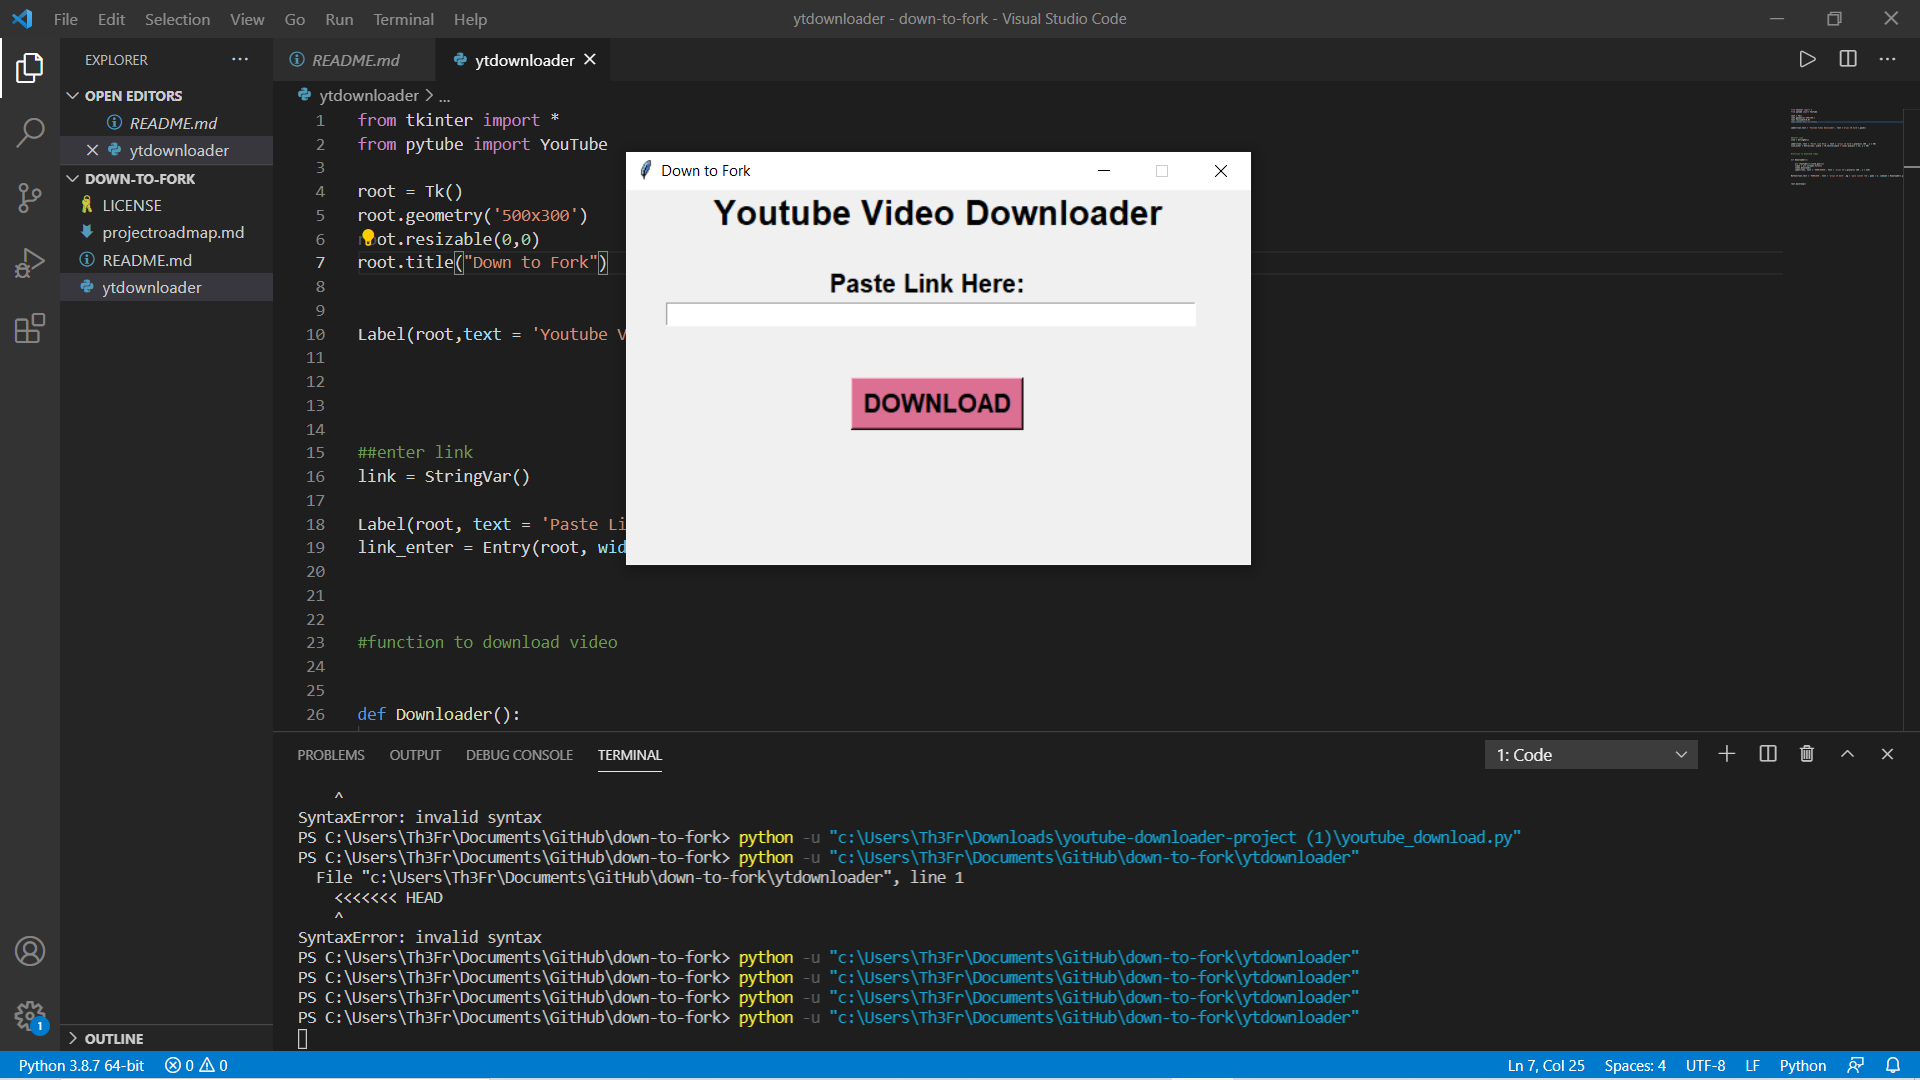 File Edit Selection View Go Run Terminal Help
ytdownloader - down-to-fork - Visual Studio Code
EXPLORER
OPEN EDITORS
README.md
ytdownloader
DOWN-TO-FORK
LICENSE
projectroadmap.md
README.md
ytdownloader
OUTLINE
README.md
ytdownloader
ytdownloader > ...
1 from tkinter import *
2 from pytube import YouTube
3
4 root = Tk()
5 root.geometry('500x300')
6 root.resizable(0,0)
7 root.title("Down to Fork")
8
9
10 Label(root,text = 'Youtube V
11
12
13
14
15 ##enter link
16 link = StringVar()
17
18 Label(root, text = 'Paste Li
19 link_enter = Entry(root, wid
20
21
22
23 #function to download video
24
25
26 def Downloader():
Down to Fork
Youtube Video Downloader
Paste Link Here:
DOWNLOAD
PROBLEMS OUTPUT DEBUG CONSOLE TERMINAL
1: Code
^
SyntaxError: invalid syntax
PS C:\Users\Th3Fr\Documents\GitHub\down-to-fork> python -u "c:\Users\Th3Fr\Downloads\youtube-downloader-project (1)\youtube_download.py"
PS C:\Users\Th3Fr\Documents\GitHub\down-to-fork> python -u "c:\Users\Th3Fr\Documents\GitHub\down-to-fork\ytdownloader"
File "c:\Users\Th3Fr\Documents\GitHub\down-to-fork\ytdownloader", line 1
<<<<<<< HEAD
^
SyntaxError: invalid syntax
PS C:\Users\Th3Fr\Documents\GitHub\down-to-fork> python -u "c:\Users\Th3Fr\Documents\GitHub\down-to-fork\ytdownloader"
PS C:\Users\Th3Fr\Documents\GitHub\down-to-fork> python -u "c:\Users\Th3Fr\Documents\GitHub\down-to-fork\ytdownloader"
PS C:\Users\Th3Fr\Documents\GitHub\down-to-fork> python -u "c:\Users\Th3Fr\Documents\GitHub\down-to-fork\ytdownloader"
PS C:\Users\Th3Fr\Documents\GitHub\down-to-fork> python -u "c:\Users\Th3Fr\Documents\GitHub\down-to-fork\ytdownloader"
1
Python 3.8.7 64-bit 0 0 Ln 7, Col 25 Spaces: 4 UTF-8 LF Python